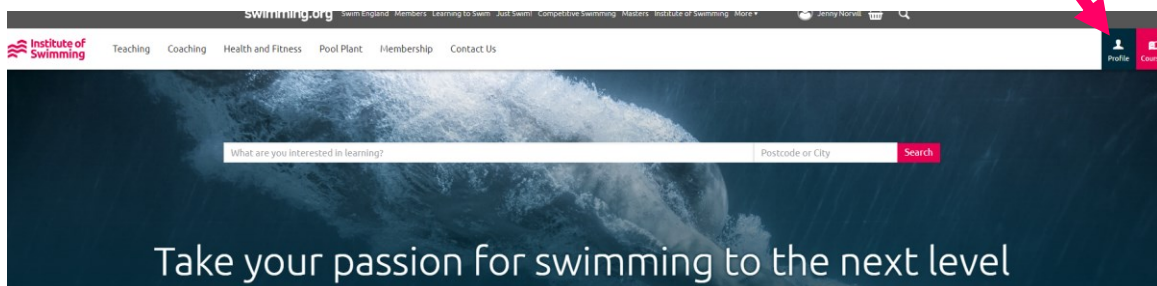 swimming.org Swim England Members Learning to Swim Just Swim! Competitive Swimming Masters Institute of Swimming More Jenny Norvill
Institute of
Swimming
Teaching Coaching Health and Fitness Pool Plant Membership Contact Us
Profile
What are you interested in learning? Postcode or City Search
Take your passion for swimming to the next level